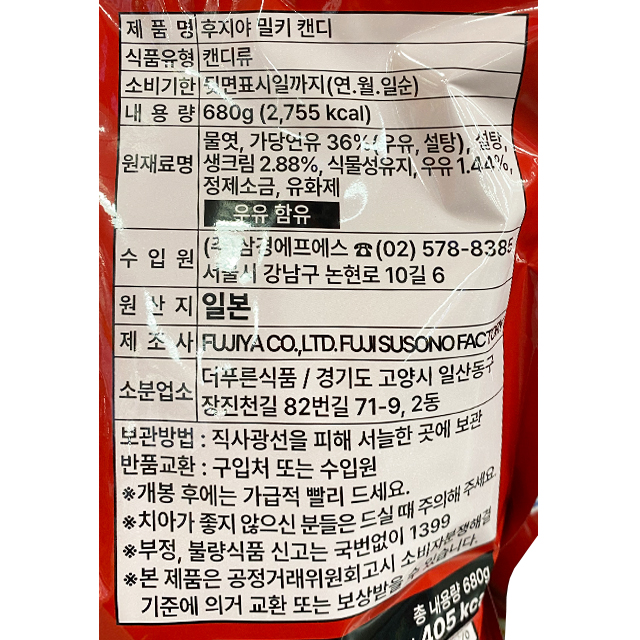 제 품 명 후지야 밀키 캔디
식품유형 캔디류
소비기한 뒷면표시일까지(연.월.일순)
내 용 량 680g (2,755 kcal)
원재료명 물엿, 가당연유 36%(우유, 설탕), 설탕,
생크림 2.88%, 식물성유지, 우유 1.44%,
정제소금, 유화제
우유 함유
수 입 원 (주)삼경에프에스 ☎(02) 578-8385
서울시 강남구 논현로 10길 6
원 산 지 일본
제 조 사 FUJIYA CO.,LTD. FUJI SUSONO FACTORY
소분업소 더푸른식품 / 경기도 고양시 일산동구
장진천길 82번길 71-9, 2동
보관방법 : 직사광선을 피해 서늘한 곳에 보관
반품교환 : 구입처 또는 수입원
※개봉 후에는 가급적 빨리 드세요.
※치아가 좋지 않으신 분들은 드실 때 주의해 주세요.
※부정, 불량식품 신고는 국번없이 1399
※본 제품은 공정거래위원회고시 소비자분쟁해결
기준에 의거 교환 또는 보상받을 수 있습니다.
총 내용량 680g
405 kcal